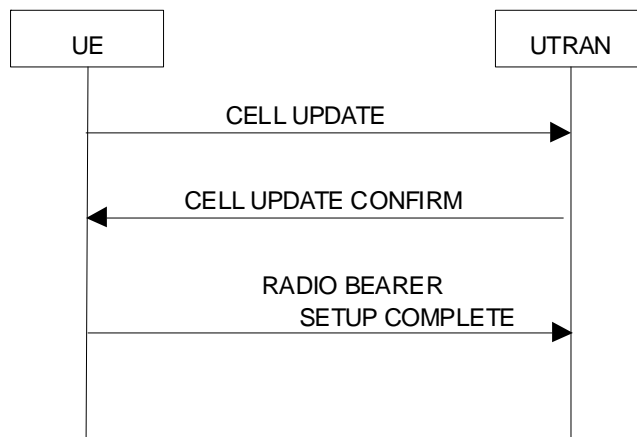 UE
UTRAN
CELL UPDATE
CELL UPDATE CONFIRM
RADIO BEARER
SETUP COMPLETE